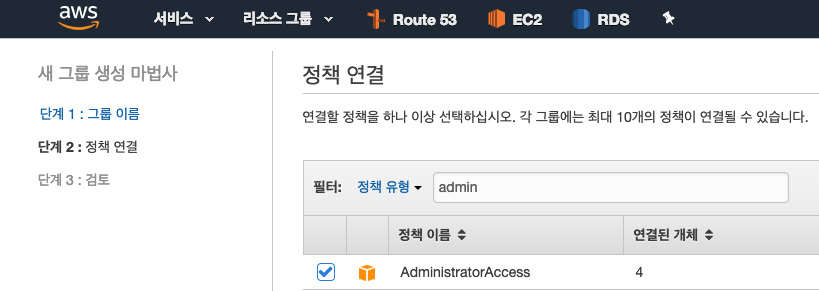 aws 서비스 리소스 그룹 Route 53 EC2 RDS
새 그룹 생성 마법사
단계 1 : 그룹 이름
단계 2 : 정책 연결
단계 3 : 검토
정책 연결
연결할 정책을 하나 이상 선택하십시오. 각 그룹에는 최대 10개의 정책이 연결될 수 있습니다.
필터: 정책 유형 admin
정책 이름 연결된 개체
AdministratorAccess 4